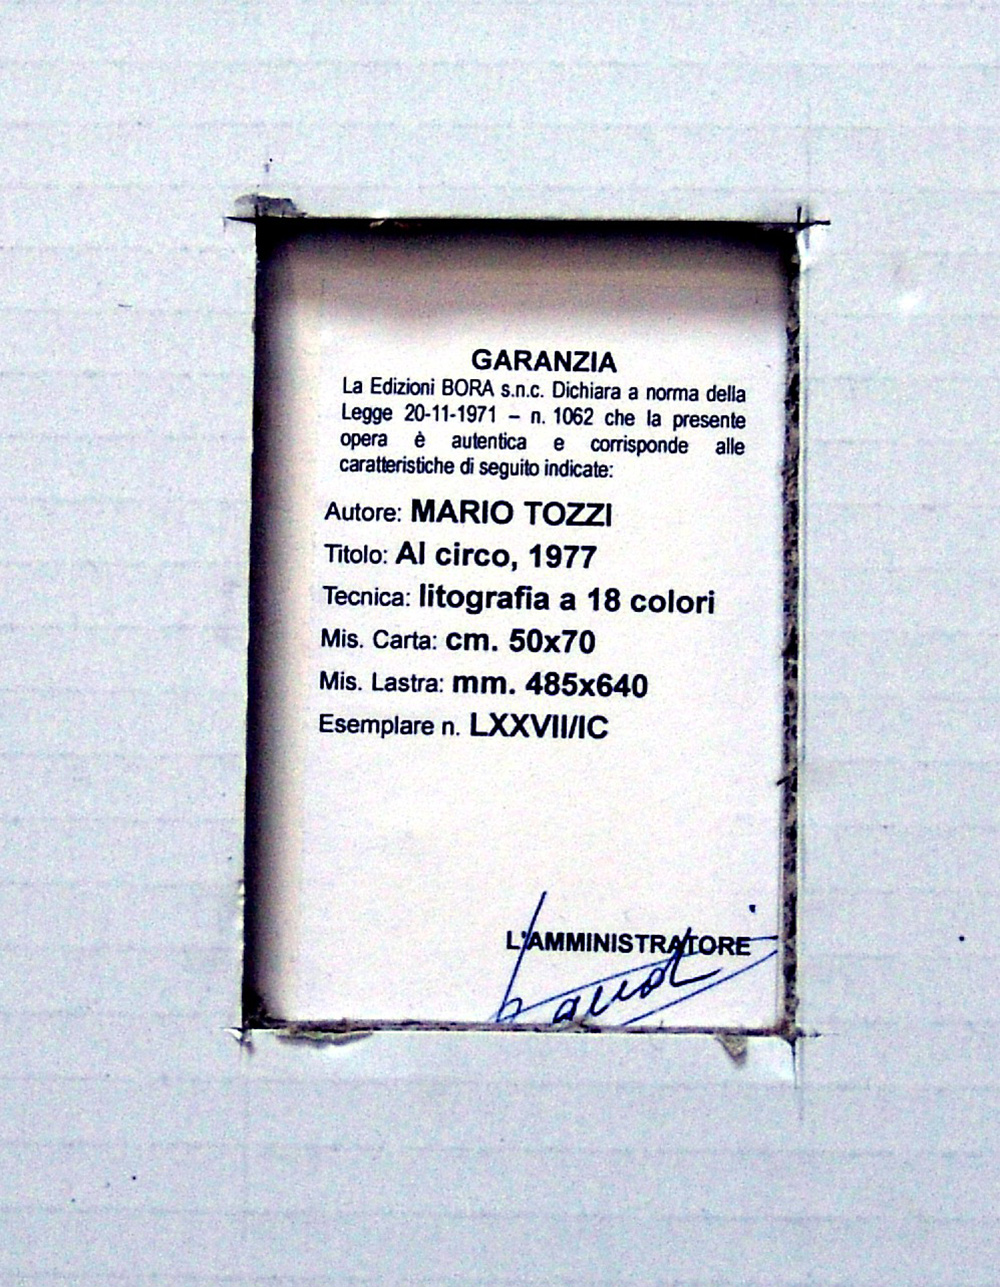 GARANZIA
La Edizioni BORA s.n.c. Dichiara a norma della
Legge 20-11-1971 – n. 1062 che la presente
opera è autentica e corrisponde alle
caratteristiche di seguito indicate:
Autore: MARIO TOZZI
Titolo: Al circo, 1977
Tecnica: litografia a 18 colori
Mis. Carta: cm. 50x70
Mis. Lastra: mm. 485x640
Esemplare n. LXXVII/IC
L'AMMINISTRATORE